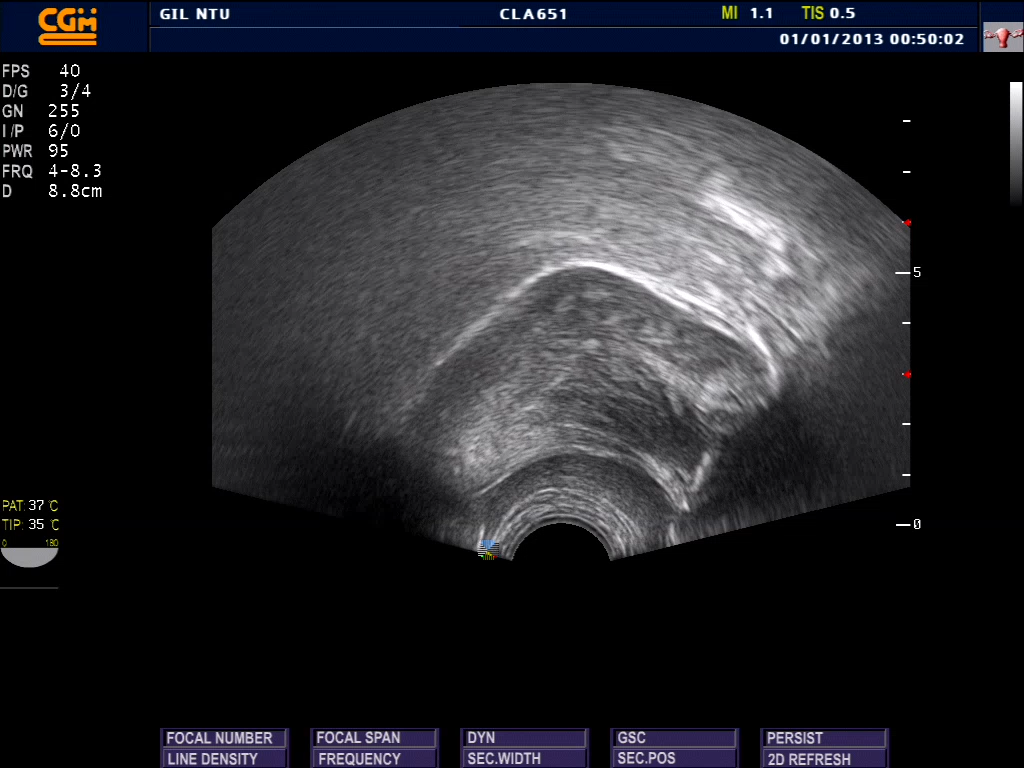 CGM
GIL NTU CLA651 MI 1.1 TIS 0.5
01/01/2013 00:50:02
FPS 40
D/G 3/4
GN 255
I/P 6/0
PWR 95
FRQ 4-8.3
D 8.8cm
5
PAT: 37 °C
TIP: 35 °C
0 180
0
FOCAL NUMBER FOCAL SPAN DYN GSC PERSIST
LINE DENSITY FREQUENCY SEC.WIDTH SEC.POS 2D REFRESH